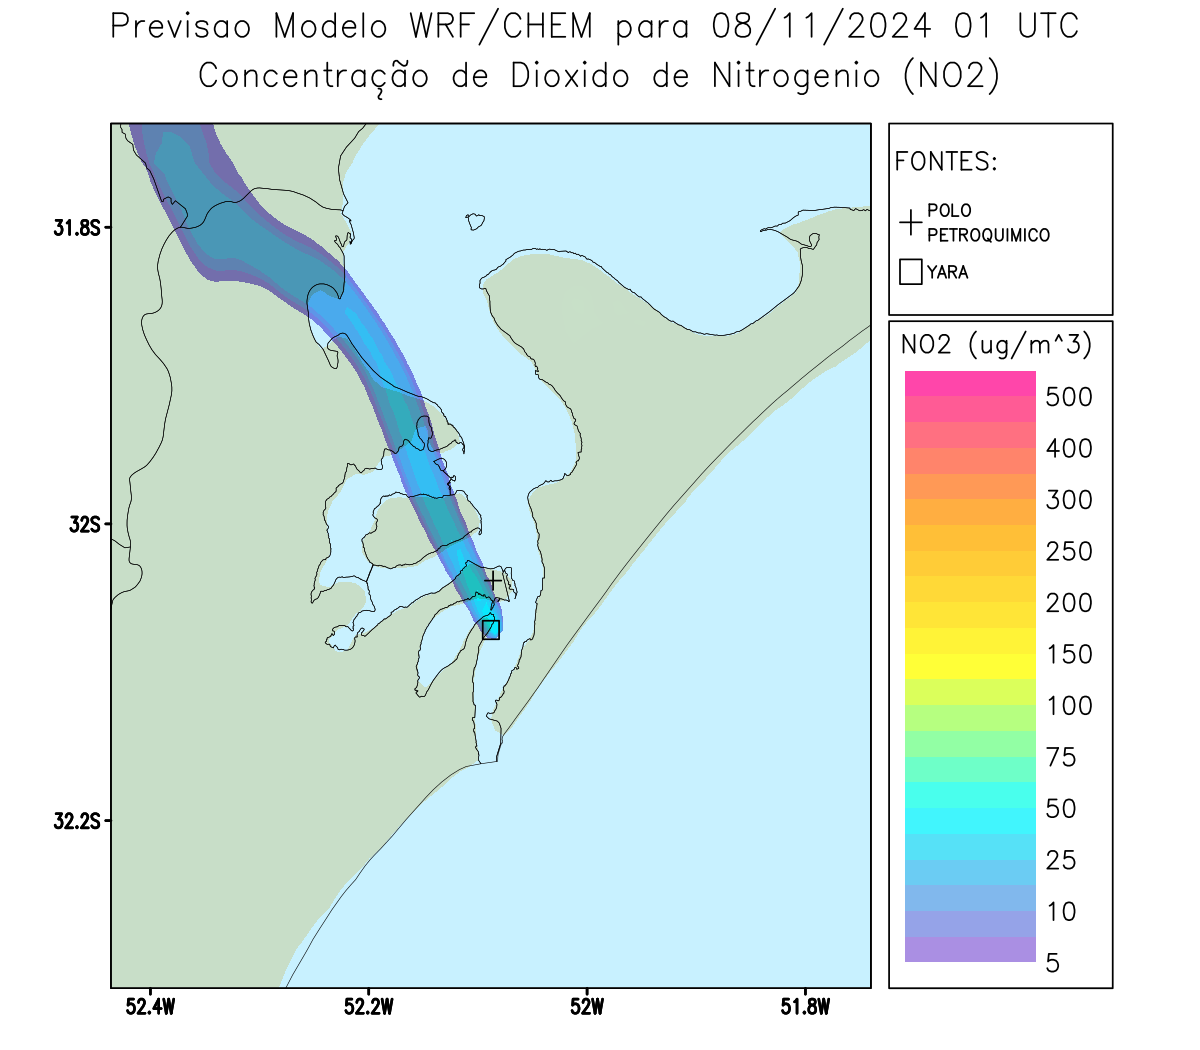 Previsao Modelo WRF/CHEM para 08/11/2024 01 UTC
Concentração de Dioxido de Nitrogenio (NO2)
FONTES:
POLO
PETROQUIMICO
YARA
NO2 (ug/m^3)
500
400
300
250
200
150
100
75
50
25
10
5
31.8S
32S
32.2S
52.4W
52.2W
52W
51.8W